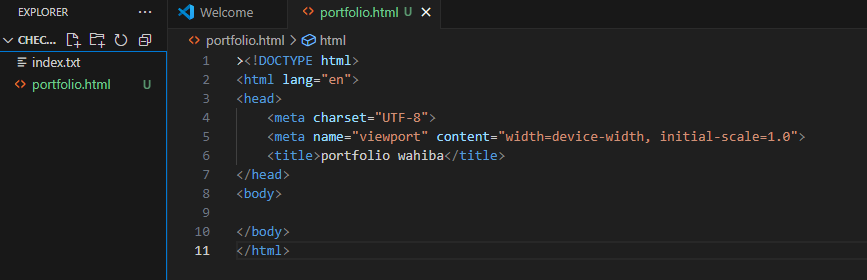 EXPLORER ...
Welcome
portfolio.html U
CHEC...
index.txt
portfolio.html U
portfolio.html > html
1 ><!DOCTYPE html>
2 <html lang="en">
3 <head>
4 <meta charset="UTF-8">
5 <meta name="viewport" content="width=device-width, initial-scale=1.0">
6 <title>portfolio wahiba</title>
7 </head>
8 <body>
9
10 </body>
11 </html>